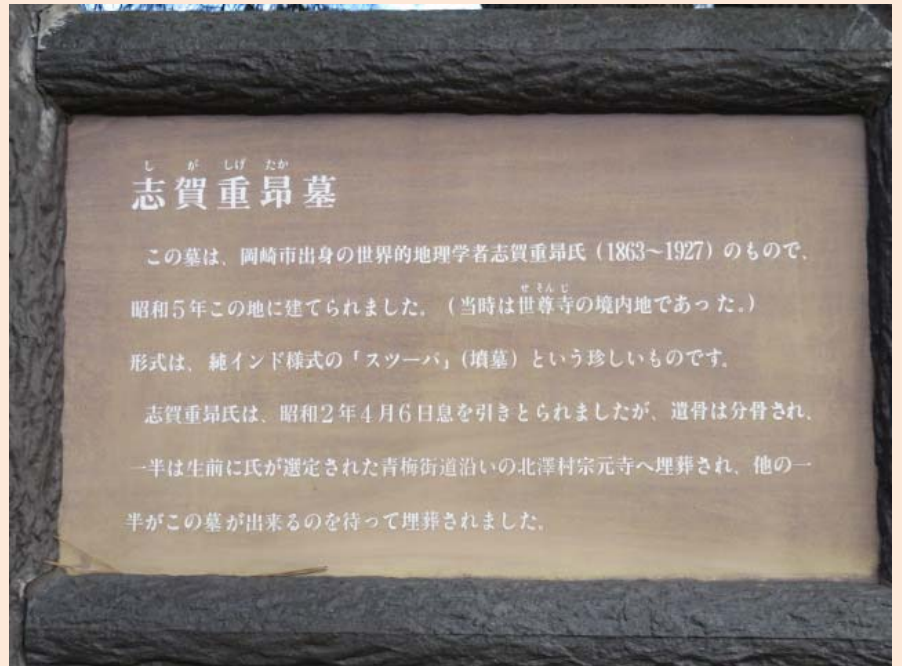 し が しげ たか
志賀重昻墓
この墓は、岡崎市出身の世界的地理学者志賀重昻氏（1863〜1927）のもので、
せ そん じ
昭和5年この地に建てられました。（当時は世尊寺の境内地であった。）
形式は、純インド様式の「スツーパ」（墳墓）という珍しいものです。
志賀重昻氏は、昭和2年4月6日息を引きとられましたが、遺骨は分骨され、
一半は生前に氏が選定された青梅街道沿いの北澤村宗元寺へ埋葬され、他の一
半がこの墓が出来るのを待って埋葬されました。